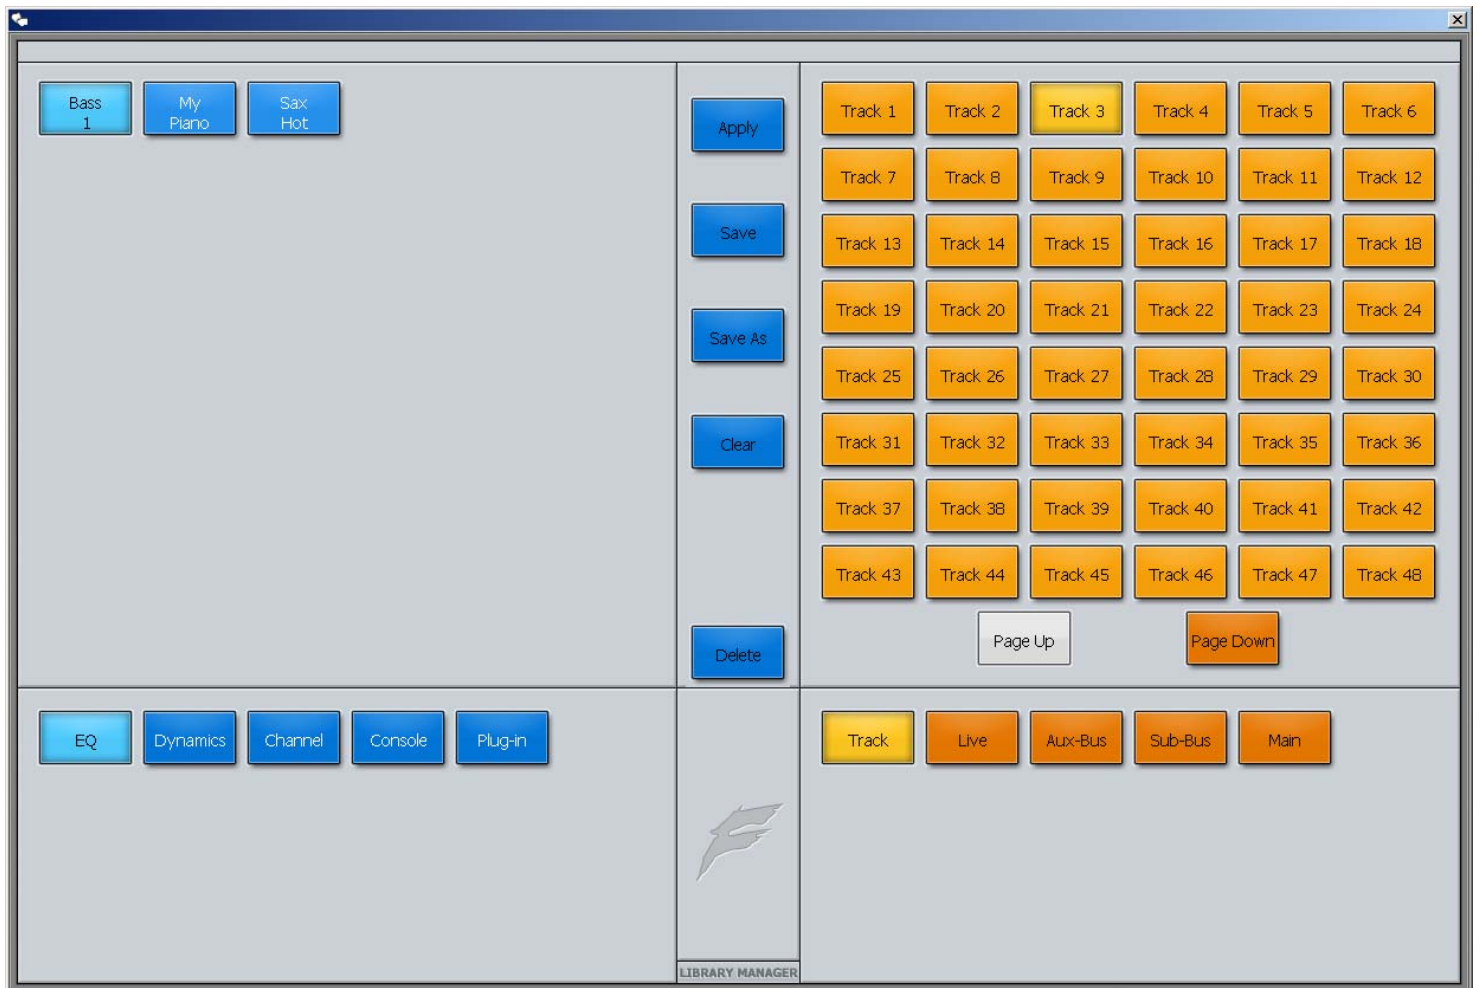 Bass
1
My
Piano
Sax
Hot
Apply
Save
Save As
Clear
Delete
Track 1 Track 2 Track 3 Track 4 Track 5 Track 6
Track 7 Track 8 Track 9 Track 10 Track 11 Track 12
Track 13 Track 14 Track 15 Track 16 Track 17 Track 18
Track 19 Track 20 Track 21 Track 22 Track 23 Track 24
Track 25 Track 26 Track 27 Track 28 Track 29 Track 30
Track 31 Track 32 Track 33 Track 34 Track 35 Track 36
Track 37 Track 38 Track 39 Track 40 Track 41 Track 42
Track 43 Track 44 Track 45 Track 46 Track 47 Track 48
Page Up Page Down
EQ Dynamics Channel Console Plug-in
Track Live Aux-Bus Sub-Bus Main
LIBRARY MANAGER